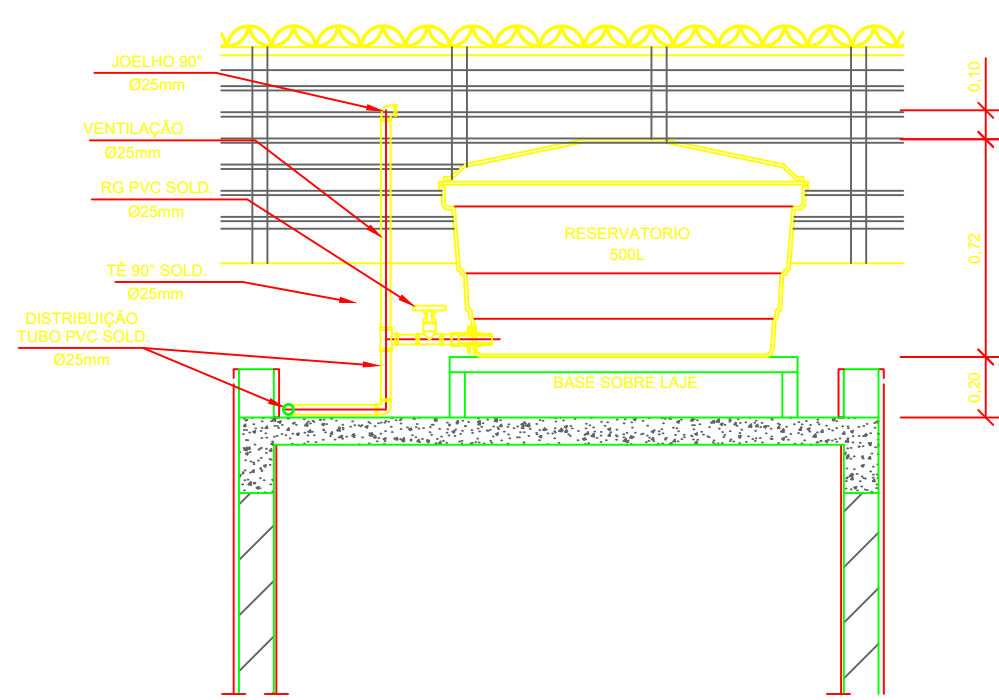 JOELHO 90°
Ø25mm
VENTILAÇÃO
Ø25mm
RG PVC SOLD.
Ø25mm
TÊ 90° SOLD.
Ø25mm
DISTRIBUIÇÃO
TUBO PVC SOLD.
Ø25mm
RESERVATORIO
500L
BASE SOBRE LAJE
0,10
0,72
0,20